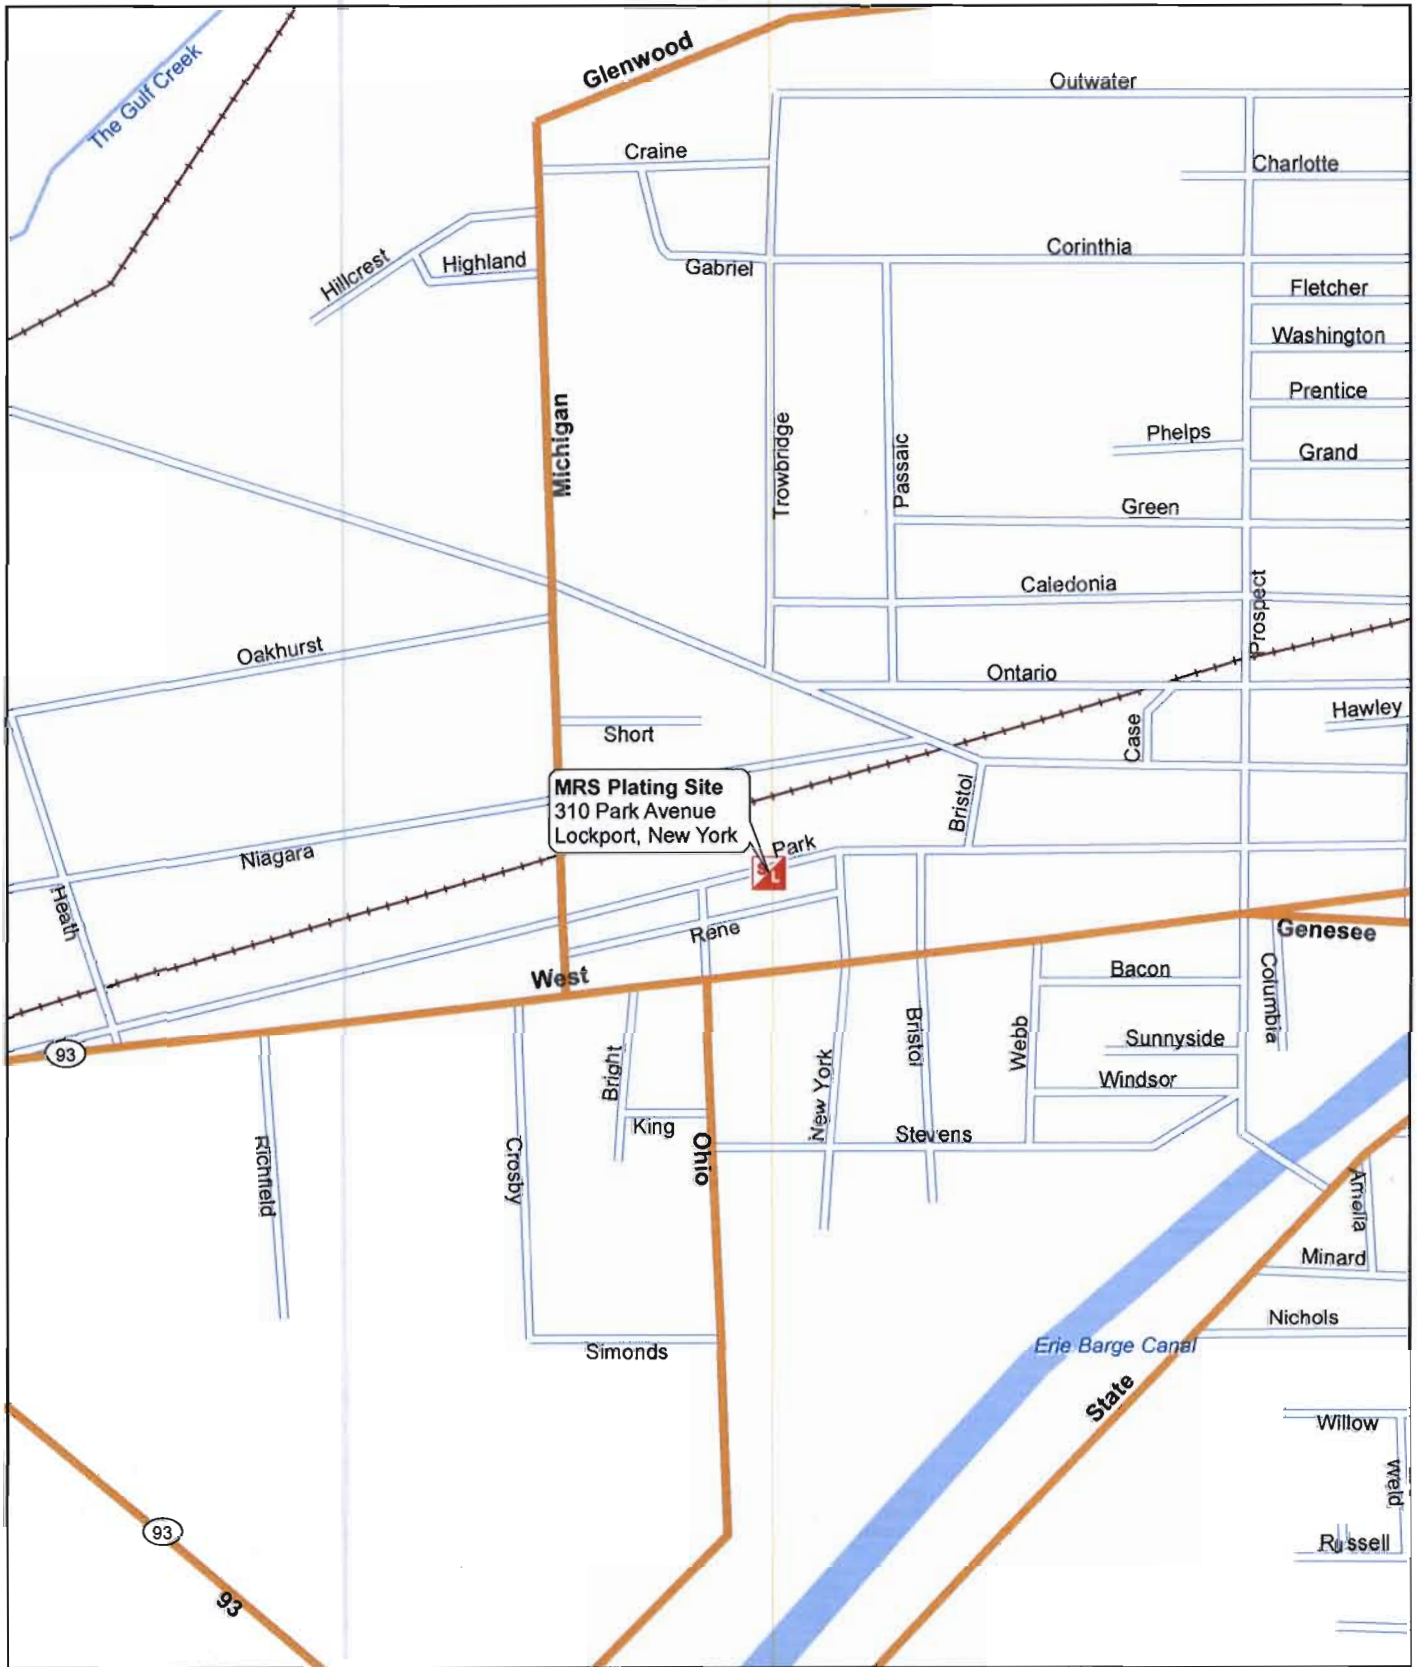 Glenwood
The Gulf Creek
Outwater
Craine
Charlotte
Corinthia
Hillcrest
Highland
Gabriel
Fletcher
Washington
Prentice
Michigan
Trowbridge
Passaic
Phelps
Grand
Green
Caledonia
Prospect
Oakhurst
Ontario
Short
Case
Hawley
MRS Plating Site
310 Park Avenue
Lockport, New York
Bristol
Park
Niagara
SL
Heath
Rene
West
Genesee
Bacon
Columbia
93
Bristol
Webb
Sunnyside
Bright
New York
Windsor
King
Stevens
Ohio
Richfield
Crosby
Amelia
Minard
Nichols
Simonds
Erie Barge Canal
State
Willow
Weld
93
Russell
93